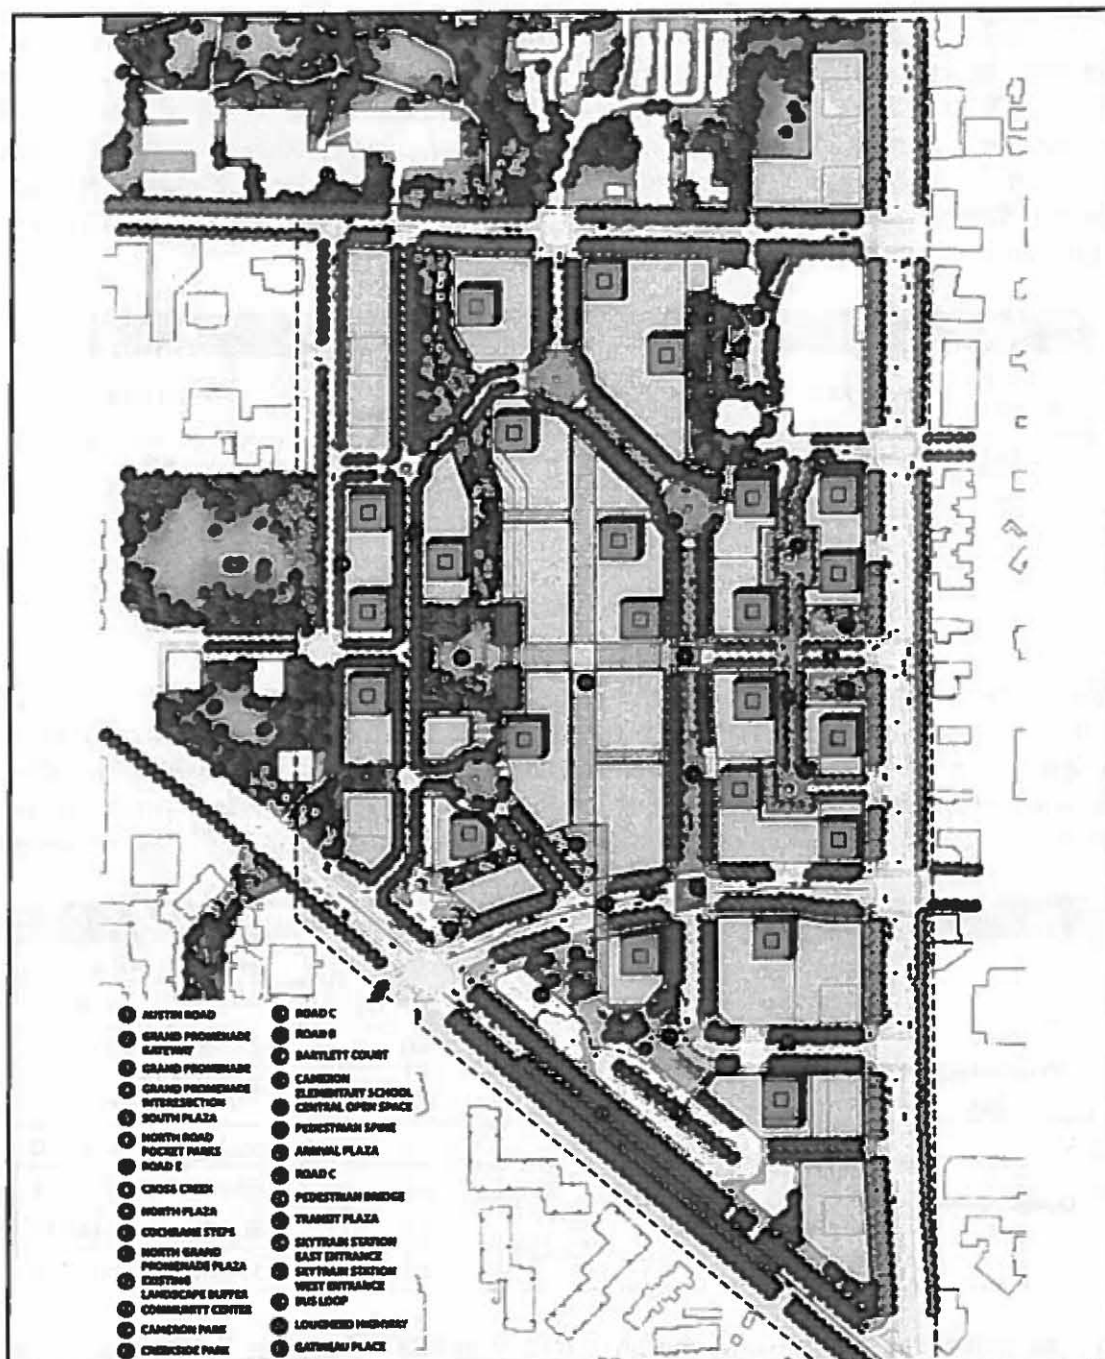 AUSTIN ROAD
GRAND PROMENADE
GATEWAY
GRAND PROMENADE
GRAND PROMENADE
INTERSECTION
SOUTH PLAZA
NORTH ROAD
POCKET PARKS
ROAD E
CROSS CREEK
NORTH PLAZA
COCHRANE STEPS
NORTH GRAND
PROMENADE PLAZA
EXISTING
LANDSCAPE BUFFER
COMMUNITY CENTER
CAMERON PARK
CREEKSIDE PARK
ROAD C
ROAD B
BARTLETT COURT
CAMERON
ELEMENTARY SCHOOL
CENTRAL OPEN SPACE
PEDESTRIAN SPINE
ARRIVAL PLAZA
ROAD C
PEDESTRIAN BRIDGE
TRANSIT PLAZA
SKYTRAIN STATION
EAST ENTRANCE
SKYTRAIN STATION
WEST ENTRANCE
BUS LOOP
LOUGHEED HIGHWAY
GATINEAU PLACE